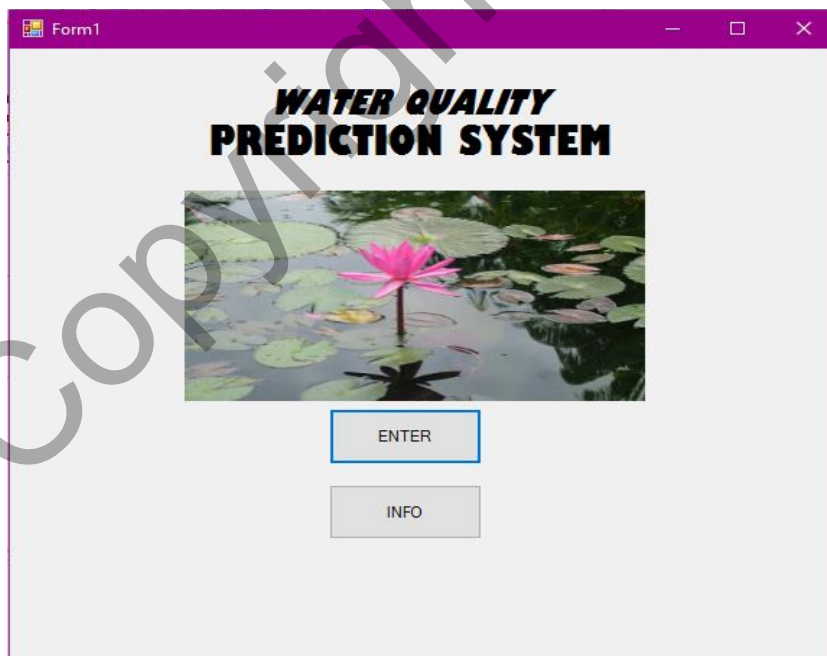 Form1
WATER QUALITY
PREDICTION SYSTEM
ENTER
INFO
Copyright